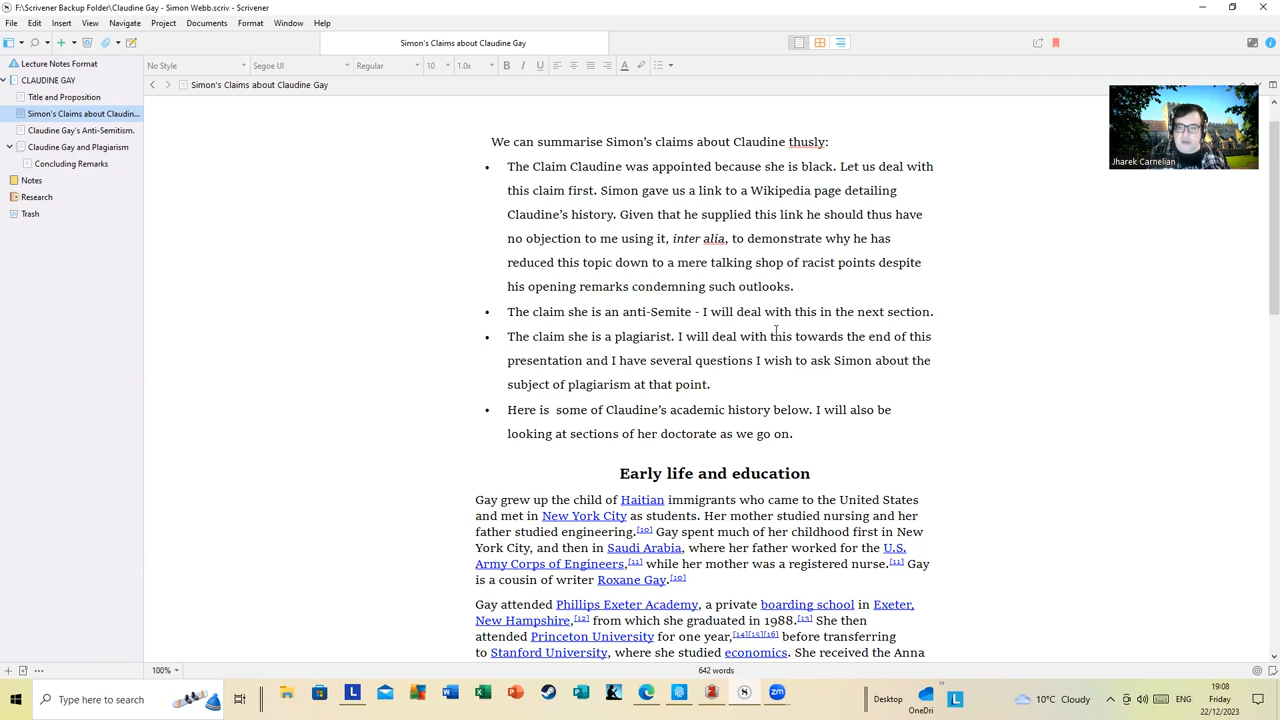 F:\Scrivener Backup Folder\Claudine Gay - Simon Webb.scriv - Scrivener
File Edit Insert View Navigate Project Documents Format Window Help
Simon's Claims about Claudine Gay
Lecture Notes Format
CLAUDINE GAY
Title and Proposition
Simon's Claims about Claudin...
Claudine Gay's Anti-Semitism.
Claudine Gay and Plagiarism
Concluding Remarks
Notes
Research
Trash
No Style Segoe UI Regular 10 1.0x B I U A
Simon's Claims about Claudine Gay
Jharek Carnelian
We can summarise Simon's claims about Claudine thusly:
• The Claim Claudine was appointed because she is black. Let us deal with
this claim first. Simon gave us a link to a Wikipedia page detailing
Claudine's history. Given that he supplied this link he should thus have
no objection to me using it, inter alia, to demonstrate why he has
reduced this topic down to a mere talking shop of racist points despite
his opening remarks condemning such outlooks.
• The claim she is an anti-Semite - I will deal with this in the next section.
• The claim she is a plagiarist. I will deal with this towards the end of this
presentation and I have several questions I wish to ask Simon about the
subject of plagiarism at that point.
• Here is  some of Claudine's academic history below. I will also be
looking at sections of her doctorate as we go on.
Early life and education
Gay grew up the child of Haitian immigrants who came to the United States
and met in New York City as students. Her mother studied nursing and her
father studied engineering.[10] Gay spent much of her childhood first in New
York City, and then in Saudi Arabia, where her father worked for the U.S.
Army Corps of Engineers,[11] while her mother was a registered nurse.[11] Gay
is a cousin of writer Roxane Gay.[10]
Gay attended Phillips Exeter Academy, a private boarding school in Exeter,
New Hampshire,[12] from which she graduated in 1988.[13] She then
attended Princeton University for one year,[14][15][16] before transferring
to Stanford University, where she studied economics. She received the Anna
100% 642 words
Type here to search
Desktop
OneDri
10°C Cloudy
ENG
19:08
Friday
22/12/2023